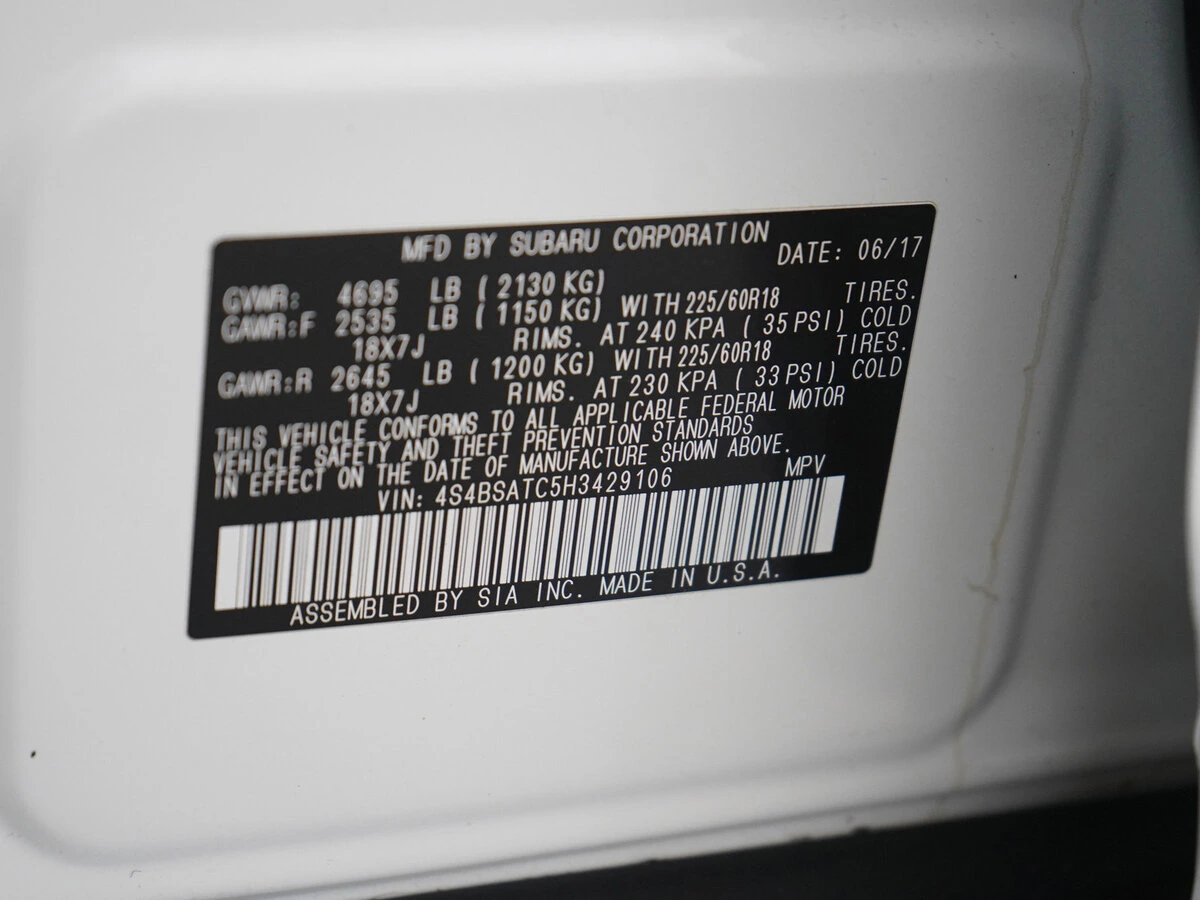 MFD BY SUBARU CORPORATION DATE: 06/17
GVWR: 4695 LB ( 2130 KG)
GAWR:F 2535 LB ( 1150 KG) WITH 225/60R18 TIRES.
18X7J RIMS. AT 240 KPA ( 35 PSI) COLD
GAWR:R 2645 LB ( 1200 KG) WITH 225/60R18 TIRES.
18X7J RIMS. AT 230 KPA ( 33 PSI) COLD
THIS VEHICLE CONFORMS TO ALL APPLICABLE FEDERAL MOTOR
VEHICLE SAFETY AND THEFT PREVENTION STANDARDS
IN EFFECT ON THE DATE OF MANUFACTURE SHOWN ABOVE.
VIN: 4S4BSATC5H3429106 MPV
ASSEMBLED BY SIA INC. MADE IN U.S.A.